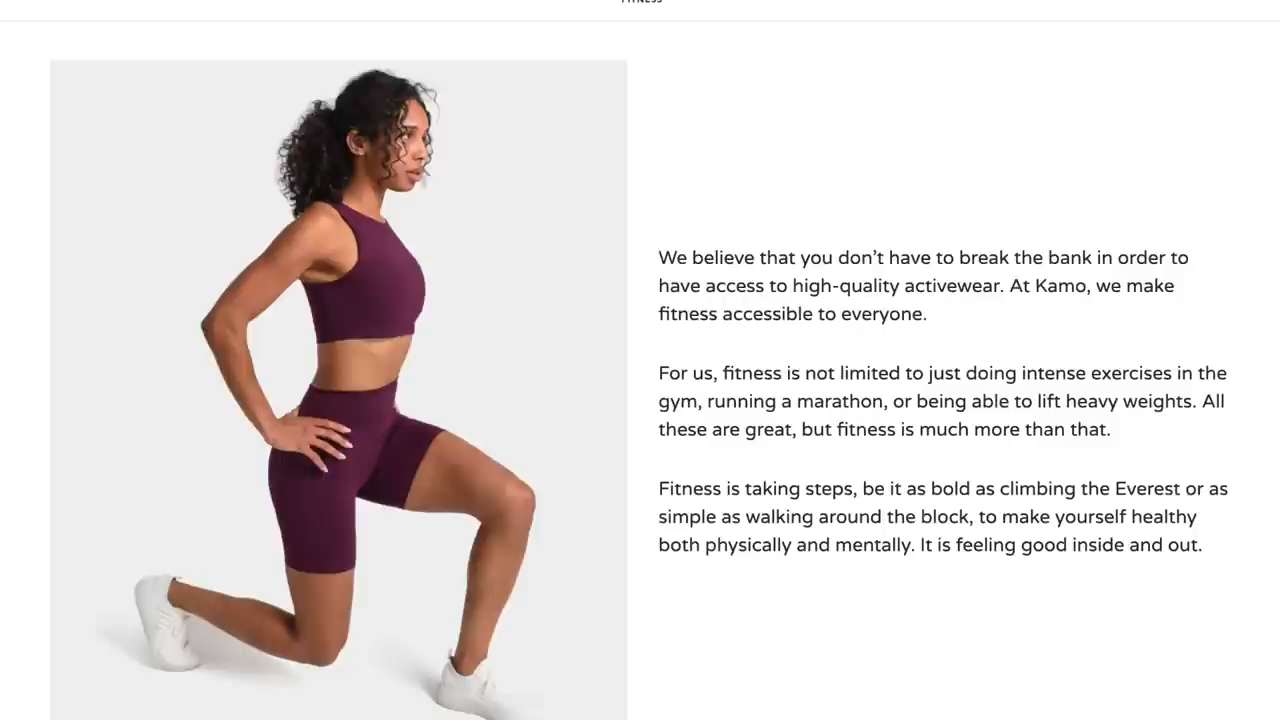 FITNESS
We believe that you don't have to break the bank in order to
have access to high-quality activewear. At Kamo, we make
fitness accessible to everyone.
For us, fitness is not limited to just doing intense exercises in the
gym, running a marathon, or being able to lift heavy weights. All
these are great, but fitness is much more than that.
Fitness is taking steps, be it as bold as climbing the Everest or as
simple as walking around the block, to make yourself healthy
both physically and mentally. It is feeling good inside and out.